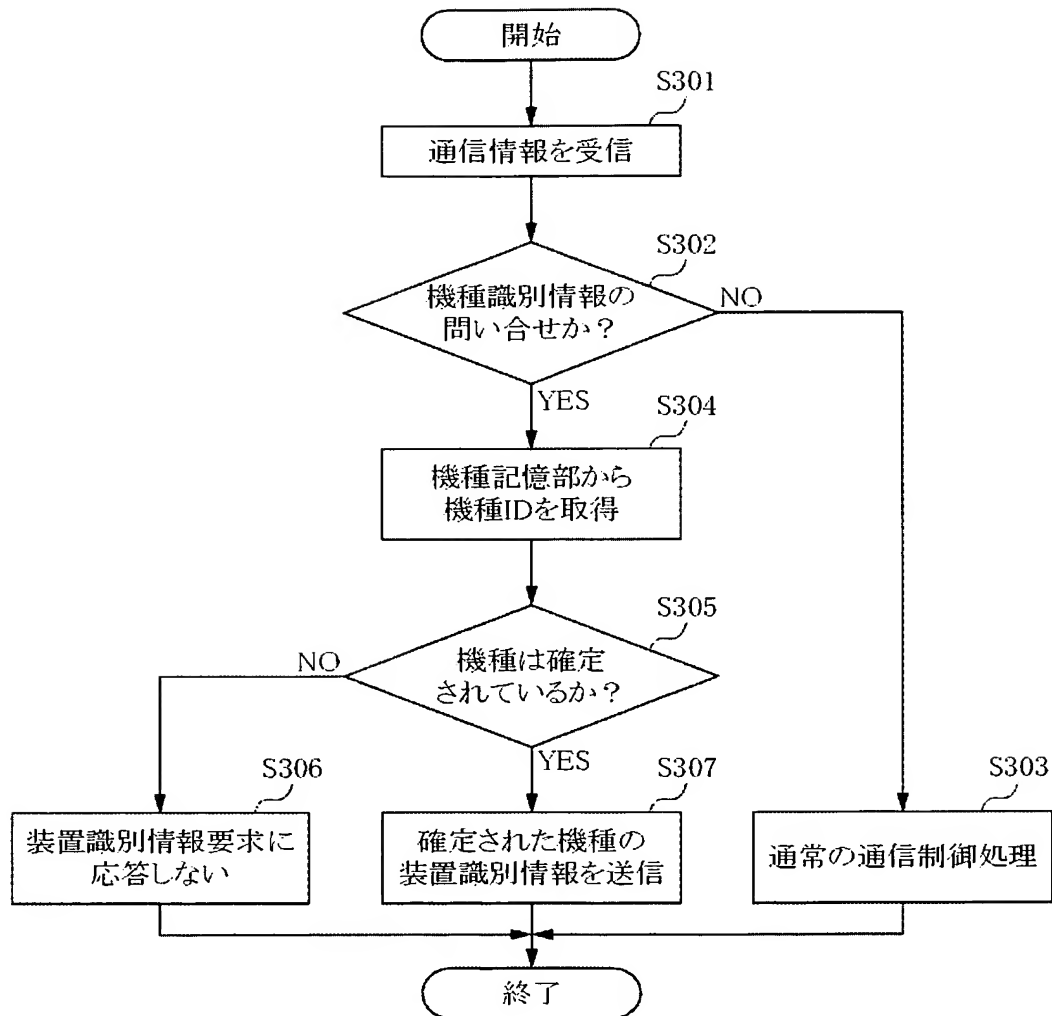 開始
S301
通信情報を受信
S302
機種識別情報の
問い合せか？
NO
YES
S304
機種記憶部から
機種IDを取得
S305
機種は確定
されているか？
NO
YES
S306
装置識別情報要求に
応答しない
S307
確定された機種の
装置識別情報を送信
S303
通常の通信制御処理
終了